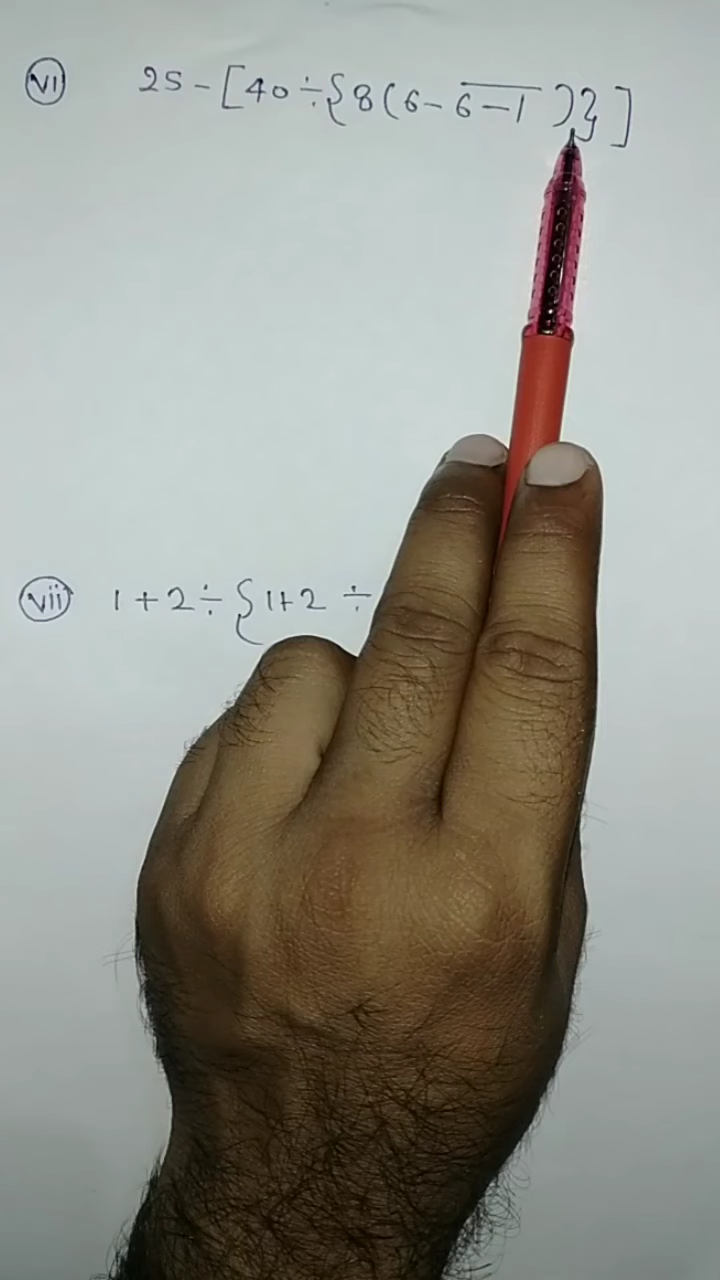 (vi) 25 - [40 ÷ {8(6 - 6̅ ̅-̅ ̅1̅ )}]
(vii) 1 + 2 ÷ {1+2 ÷